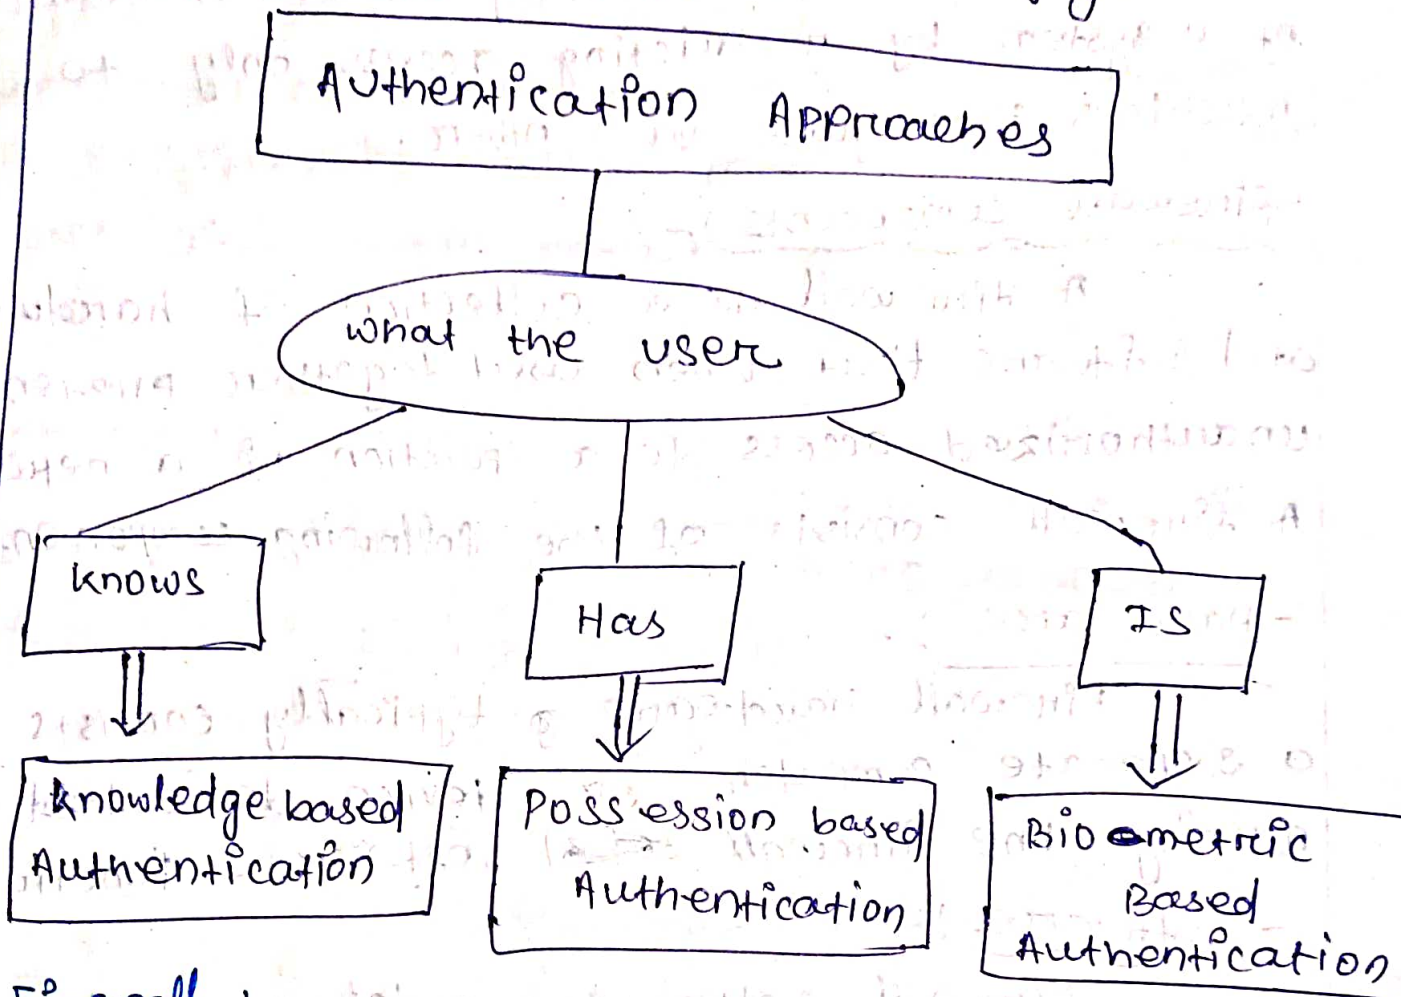 Authentication Approaches
what the user
knows
Has
IS
Knowledge based
Authentication
Possession based
Authentication
Biometric
Based
Authentication